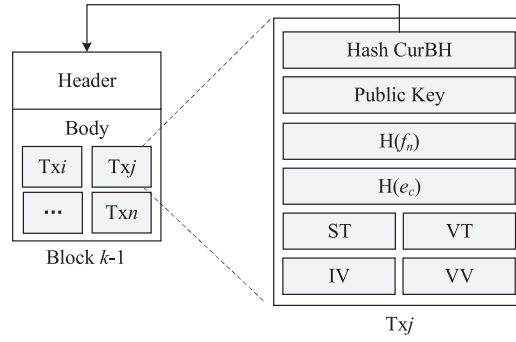 Header
Body
Txi Txj
... Txn
Block k-1
Hash CurBH
Public Key
H(fn)
H(ec)
ST VT
IV VV
Txj